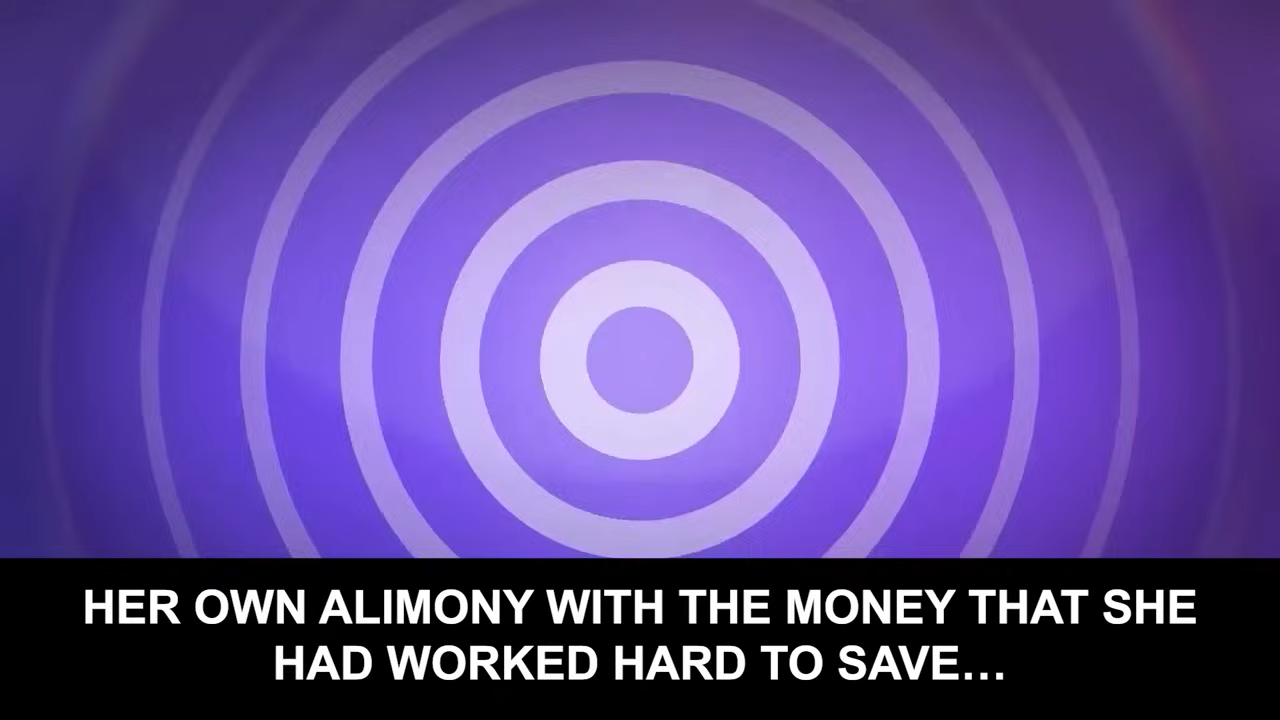 HER OWN ALIMONY WITH THE MONEY THAT SHE
HAD WORKED HARD TO SAVE…